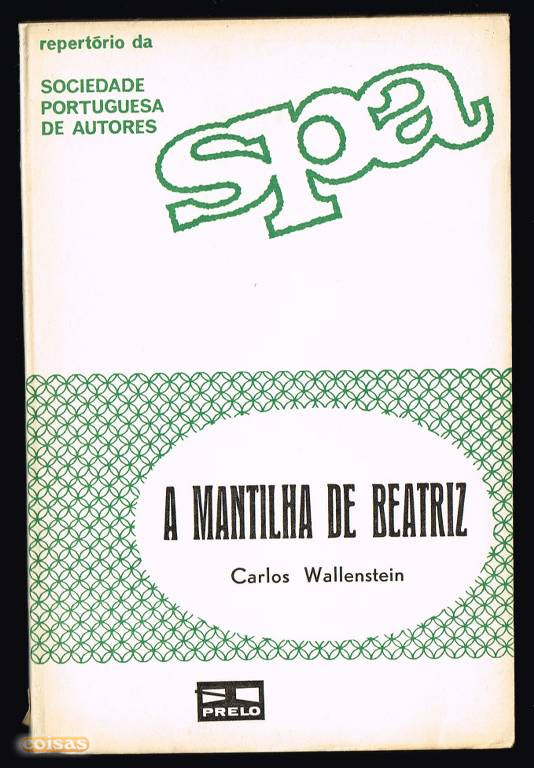 repertório da
SOCIEDADE
PORTUGUESA
DE AUTORES
spa
A MANTILHA DE BEATRIZ
Carlos Wallenstein
PRELO
coisas